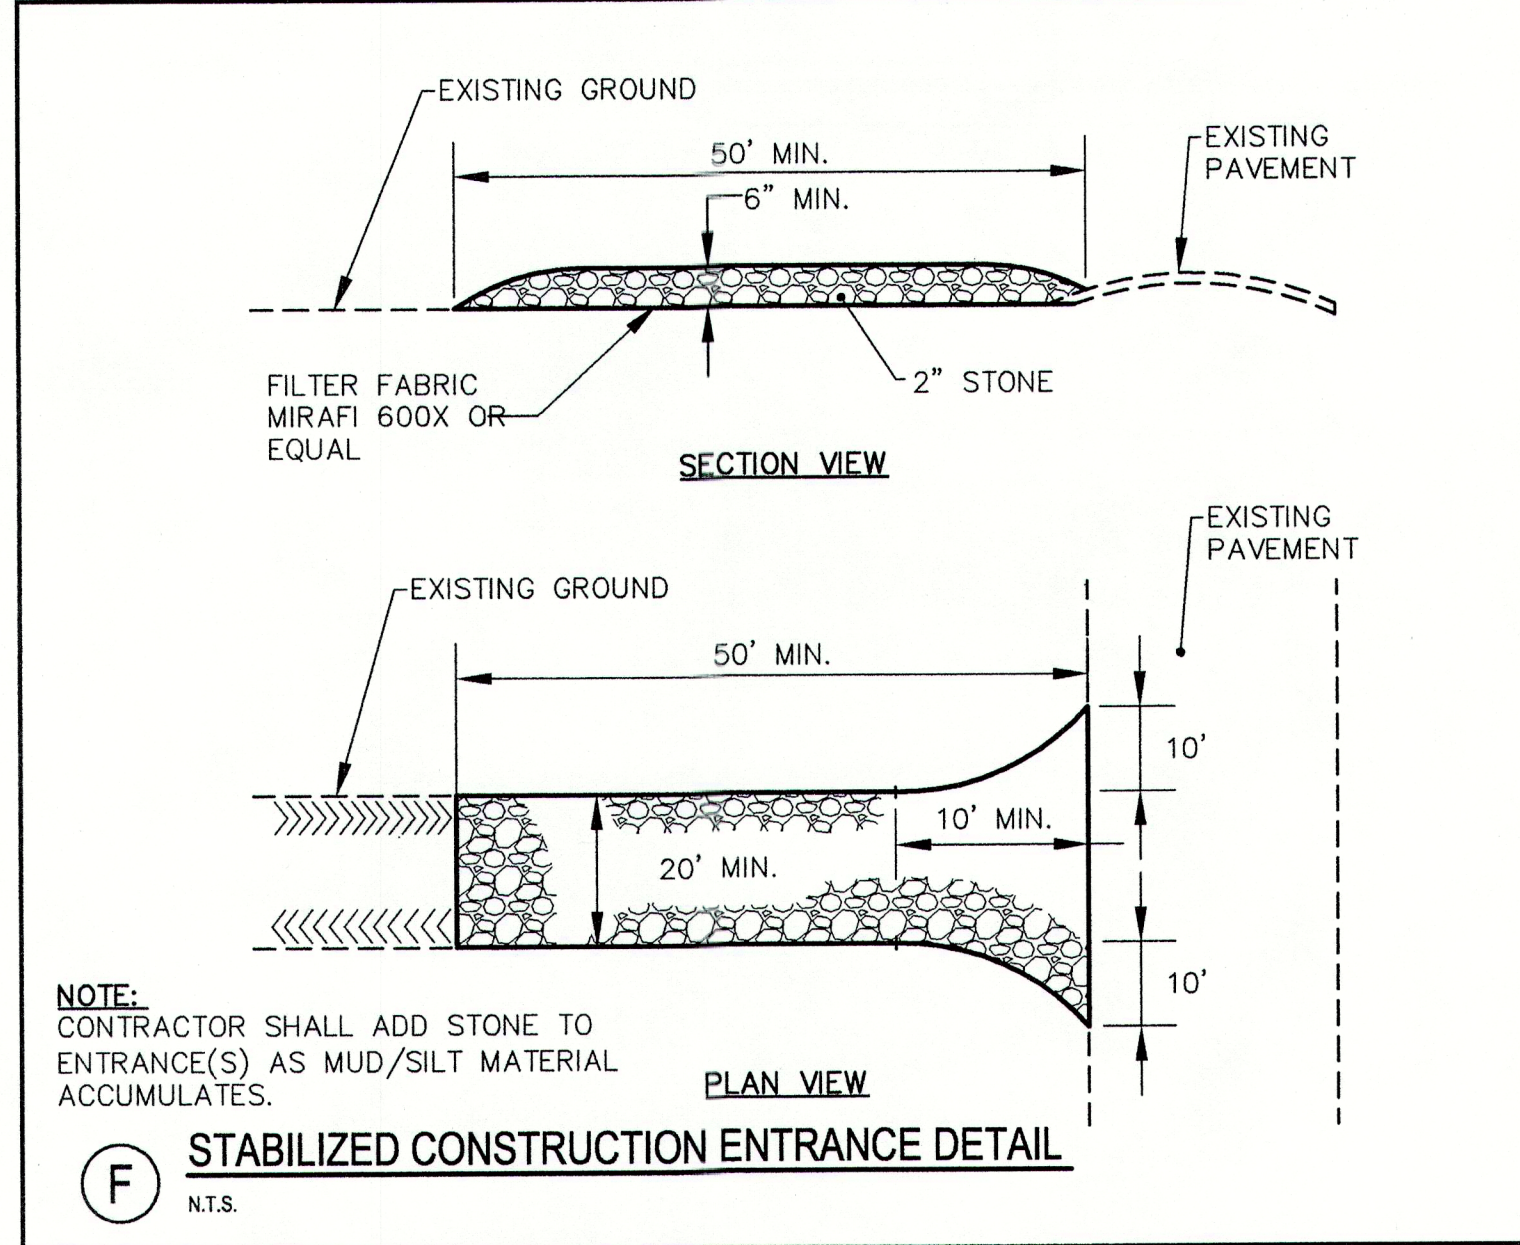 EXISTING GROUND
50' MIN.
EXISTING
PAVEMENT
6" MIN.
FILTER FABRIC
MIRAFI 600X OR
EQUAL
2" STONE
SECTION VIEW
EXISTING
PAVEMENT
EXISTING GROUND
50' MIN.
10'
10' MIN.
20' MIN.
10'
NOTE:
CONTRACTOR SHALL ADD STONE TO
ENTRANCE(S) AS MUD/SILT MATERIAL
ACCUMULATES.
PLAN VIEW
F
STABILIZED CONSTRUCTION ENTRANCE DETAIL
N.T.S.